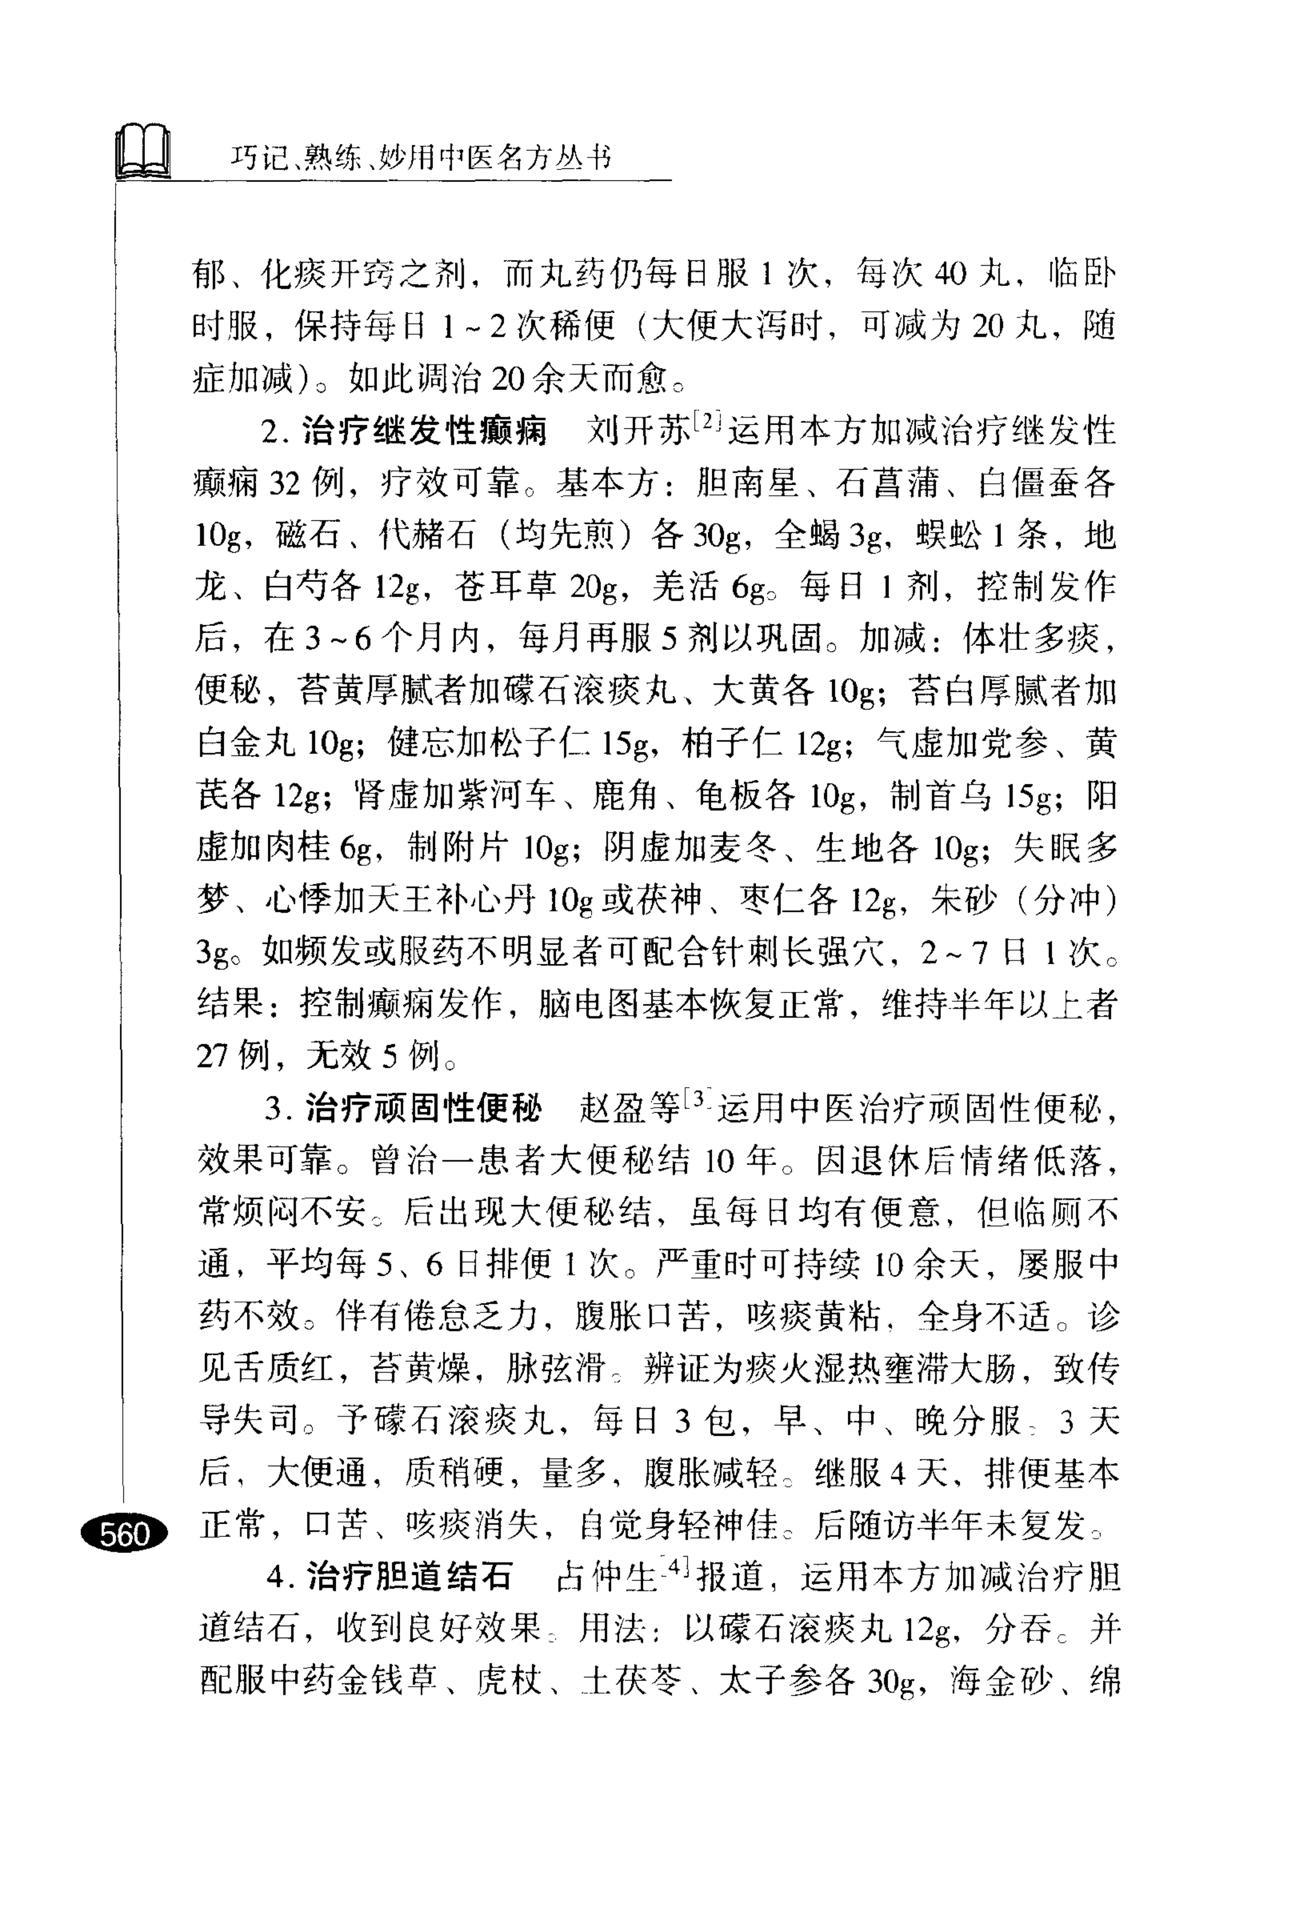 巧记、熟练、妙用中医名方丛书
郁、化痰开窍之剂，而丸药仍每日服 1 次，每次 40 丸，临卧
时服，保持每日 1～2 次稀便（大便大泻时，可减为 20 丸，随
症加减）。如此调治 20 余天而愈。
2. 治疗继发性癫痫　刘开苏[2]运用本方加减治疗继发性
癫痫 32 例，疗效可靠。基本方：胆南星、石菖蒲、白僵蚕各
10g，磁石、代赭石（均先煎）各 30g，全蝎 3g，蜈蚣 1 条，地
龙、白芍各 12g，苍耳草 20g，羌活 6g。每日 1 剂，控制发作
后，在 3～6 个月内，每月再服 5 剂以巩固。加减：体壮多痰，
便秘，苔黄厚腻者加礞石滚痰丸、大黄各 10g；苔白厚腻者加
白金丸 10g；健忘加松子仁 15g，柏子仁 12g；气虚加党参、黄
芪各 12g；肾虚加紫河车、鹿角、龟板各 10g，制首乌 15g；阳
虚加肉桂 6g，制附片 10g；阴虚加麦冬、生地各 10g；失眠多
梦、心悸加天王补心丹 10g 或茯神、枣仁各 12g，朱砂（分冲）
3g。如频发或服药不明显者可配合针刺长强穴，2～7 日 1 次。
结果：控制癫痫发作，脑电图基本恢复正常，维持半年以上者
27 例，无效 5 例。
3. 治疗顽固性便秘　赵盈等[3]运用中医治疗顽固性便秘，
效果可靠。曾治一患者大便秘结 10 年。因退休后情绪低落，
常烦闷不安。后出现大便秘结，虽每日均有便意，但临厕不
通，平均每 5、6 日排便 1 次。严重时可持续 10 余天，屡服中
药不效。伴有倦怠乏力，腹胀口苦，咳痰黄粘，全身不适。诊
见舌质红，苔黄燥，脉弦滑。辨证为痰火湿热壅滞大肠，致传
导失司。予礞石滚痰丸，每日 3 包，早、中、晚分服。3 天
后，大便通，质稍硬，量多，腹胀减轻。继服 4 天，排便基本
正常，口苦、咳痰消失，自觉身轻神佳。后随访半年未复发。
560
4. 治疗胆道结石　占仲生[4]报道，运用本方加减治疗胆
道结石，收到良好效果。用法：以礞石滚痰丸 12g，分吞。并
配服中药金钱草、虎杖、土茯苓、太子参各 30g，海金砂、绵